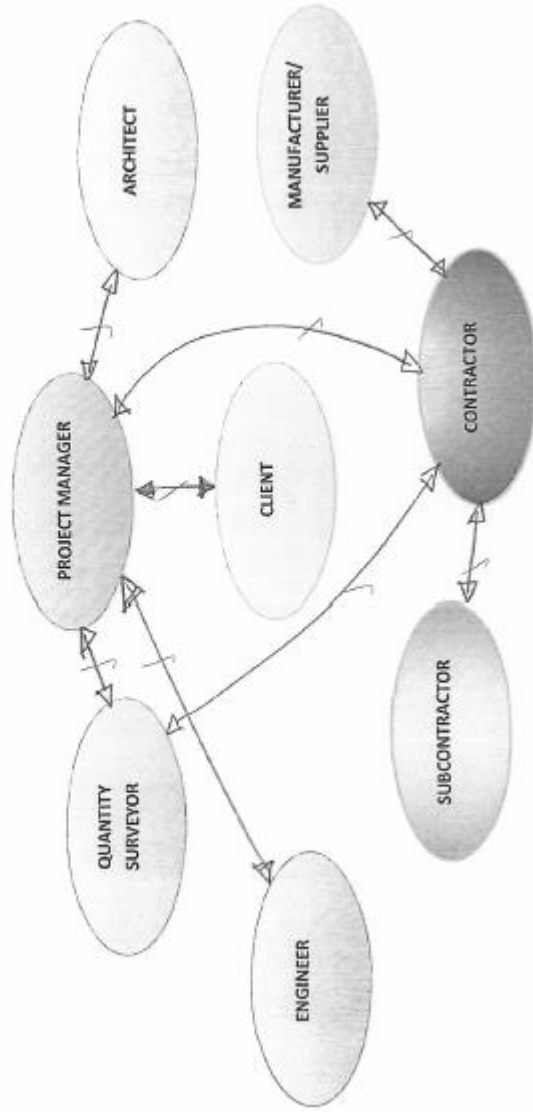 PROJECT MANAGER
ARCHITECT
QUANTITY
SURVEYOR
CLIENT
MANUFACTURER/
SUPPLIER
ENGINEER
CONTRACTOR
SUBCONTRACTOR